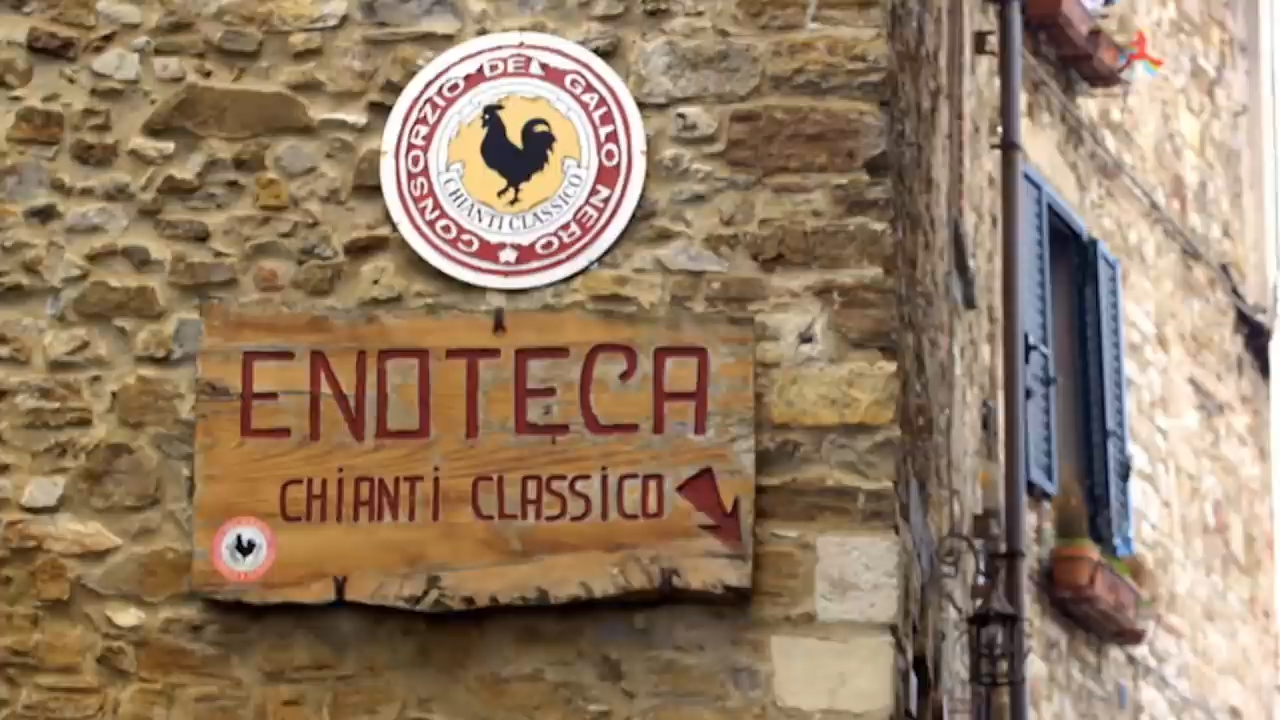 CONSORZIO DEL GALLO NERO
CHIANTI CLASSICO
ENOTECA
CHiANTi CLASSiCO